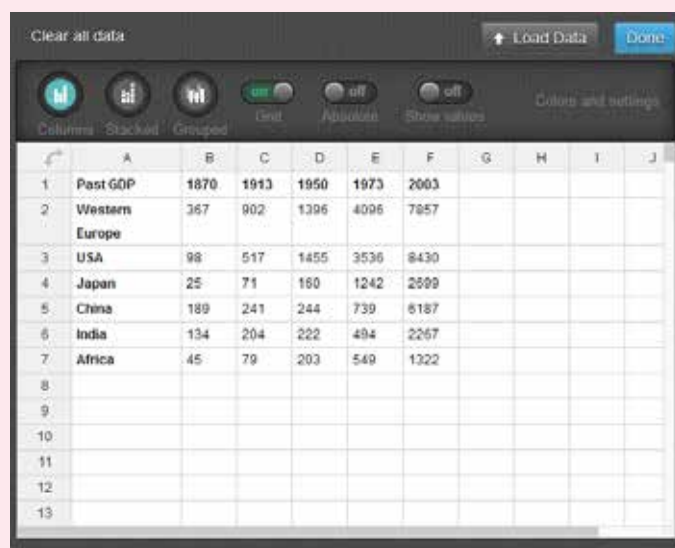 Clear all data
Load Data
Done
on off off
Columns Stacked Grouped Grid Absolute Show values Colors and settings
A B C D E F G H I J
1 Past GDP 1870 1913 1950 1973 2003
2 Western 367 902 1396 4096 7857
Europe
3 USA 98 517 1455 3536 8430
4 Japan 25 71 160 1242 2699
5 China 189 241 244 739 6187
6 India 134 204 222 494 2267
7 Africa 45 79 203 549 1322
8
9
10
11
12
13